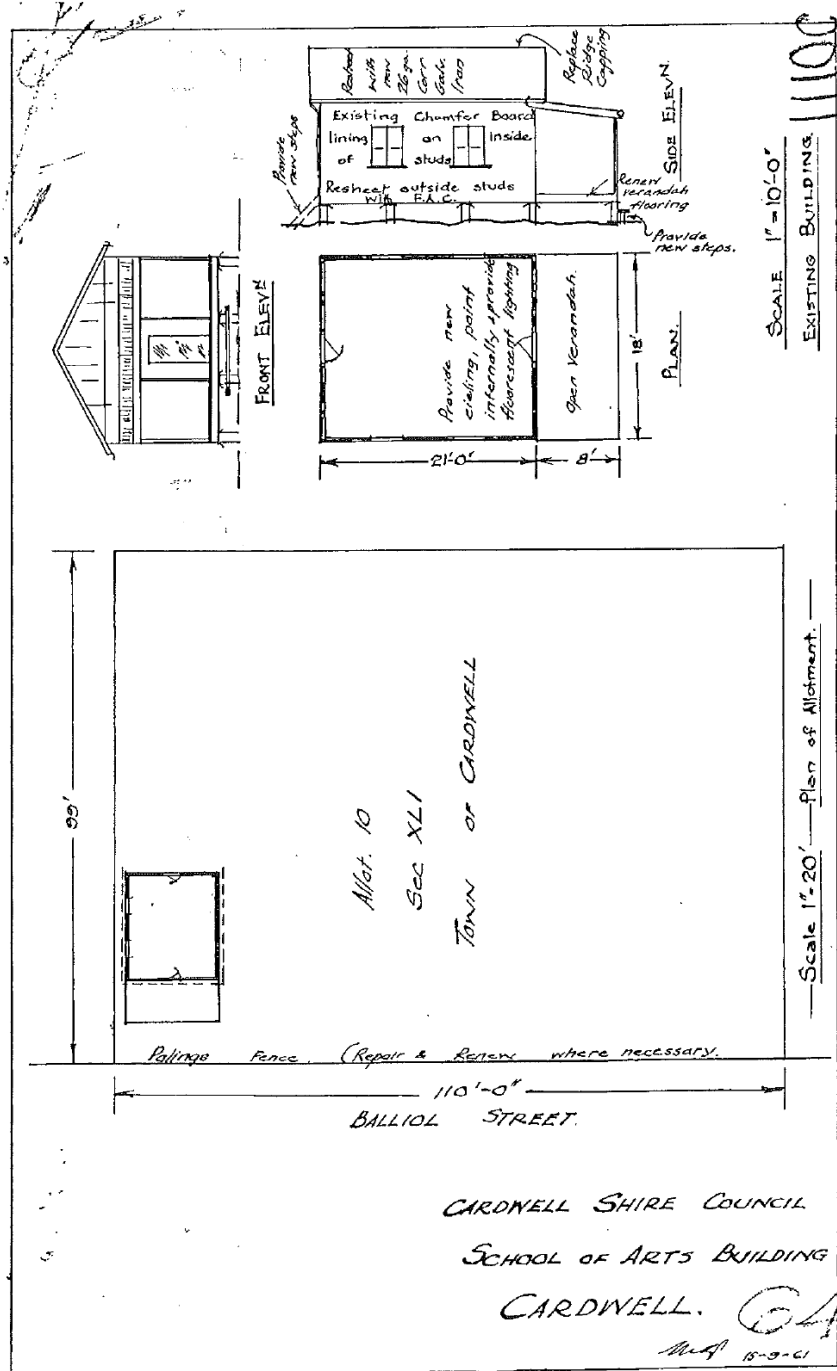 11100
Reroof
with
new
26 ga.
Corr
Galv.
Iron
Replace
Ridge
Capping
Existing Chamfer Board
lining on inside
of studs
Resheet outside studs
with F.A.C.
Provide
new steps
Renew
verandah
flooring
Provide
new steps.
SIDE ELEVN.
FRONT ELEVN
Provide new
cieling, paint
internally & provide
fluorescent lighting
Open Verandah.
21'-0"
8'
18'
PLAN.
SCALE 1"=10'-0"
EXISTING BUILDING
99'
Allot. 10
Sec XLI
TOWN OF CARDWELL
Scale 1"-20' Plan of Allotment.
Palings Fence. (Repair & Renew where necessary.
110'-0"
BALLIOL STREET.
CARDWELL SHIRE COUNCIL
SCHOOL OF ARTS BUILDING
CARDWELL.
64
15-9-61